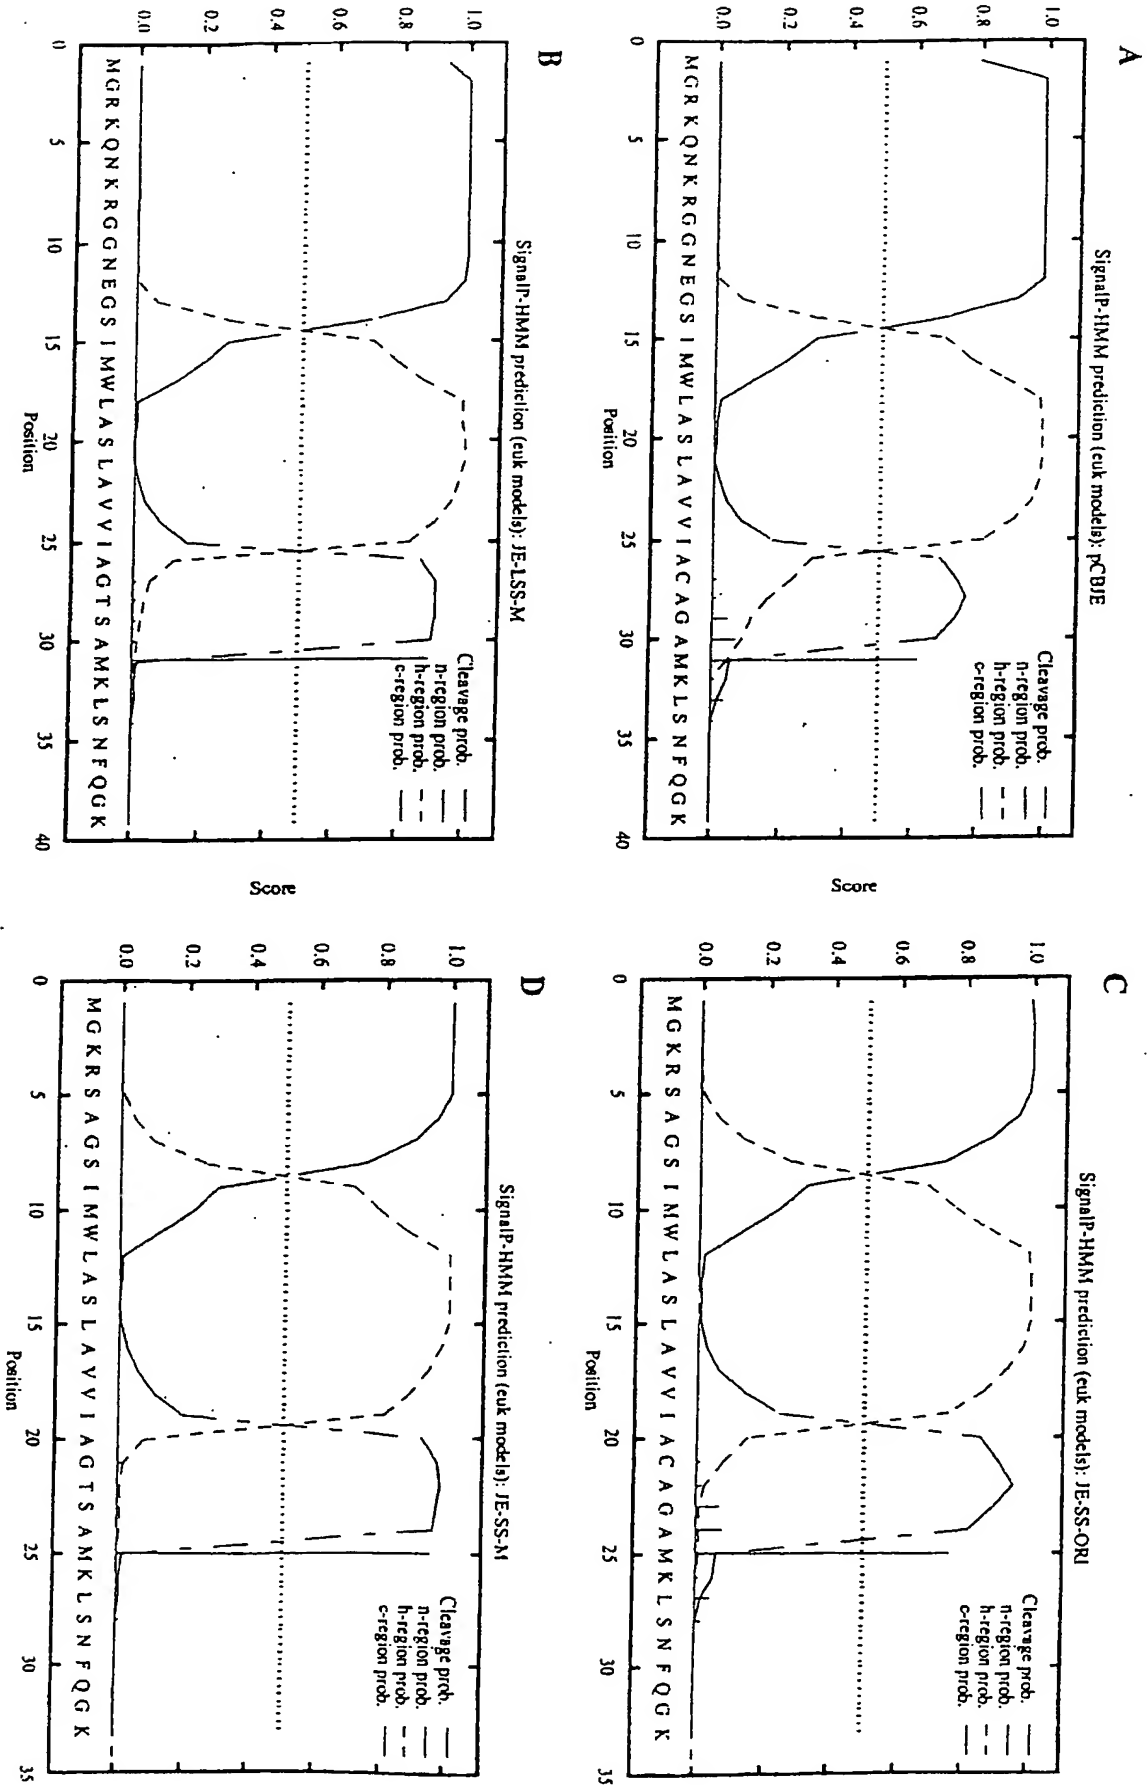 A
SignalP-HMM prediction (euk models): pCBJE
1.0
0.8
0.6
0.4
0.2
0.0
Cleavage prob.
n-region prob.
h-region prob.
c-region prob.
M G R K Q N K R G G N E G S I M W L A S L A V V I A C A G A M K L S N F Q G K
0 5 10 15 20 25 30 35 40
Position
Score
B
SignalP-HMM prediction (euk models): JE-LSS-M
1.0
0.8
0.6
0.4
0.2
0.0
Cleavage prob.
n-region prob.
h-region prob.
c-region prob.
M G R K Q N K R G G N E G S I M W L A S L A V V I A G T S A M K L S N F Q G K
0 5 10 15 20 25 30 35 40
Position
Score
C
SignalP-HMM prediction (euk models): JE-SS-ORI
1.0
0.8
0.6
0.4
0.2
0.0
Cleavage prob.
n-region prob.
h-region prob.
c-region prob.
M G K R S A G S I M W L A S L A V V I A C A G A M K L S N F Q G K
0 5 10 15 20 25 30 35
D
SignalP-HMM prediction (euk models): JE-SS-M
1.0
0.8
0.6
0.4
0.2
0.0
Cleavage prob.
n-region prob.
h-region prob.
c-region prob.
M G K R S A G S I M W L A S L A V V I A G T S A M K L S N F Q G K
0 5 10 15 20 25 30 35
Position